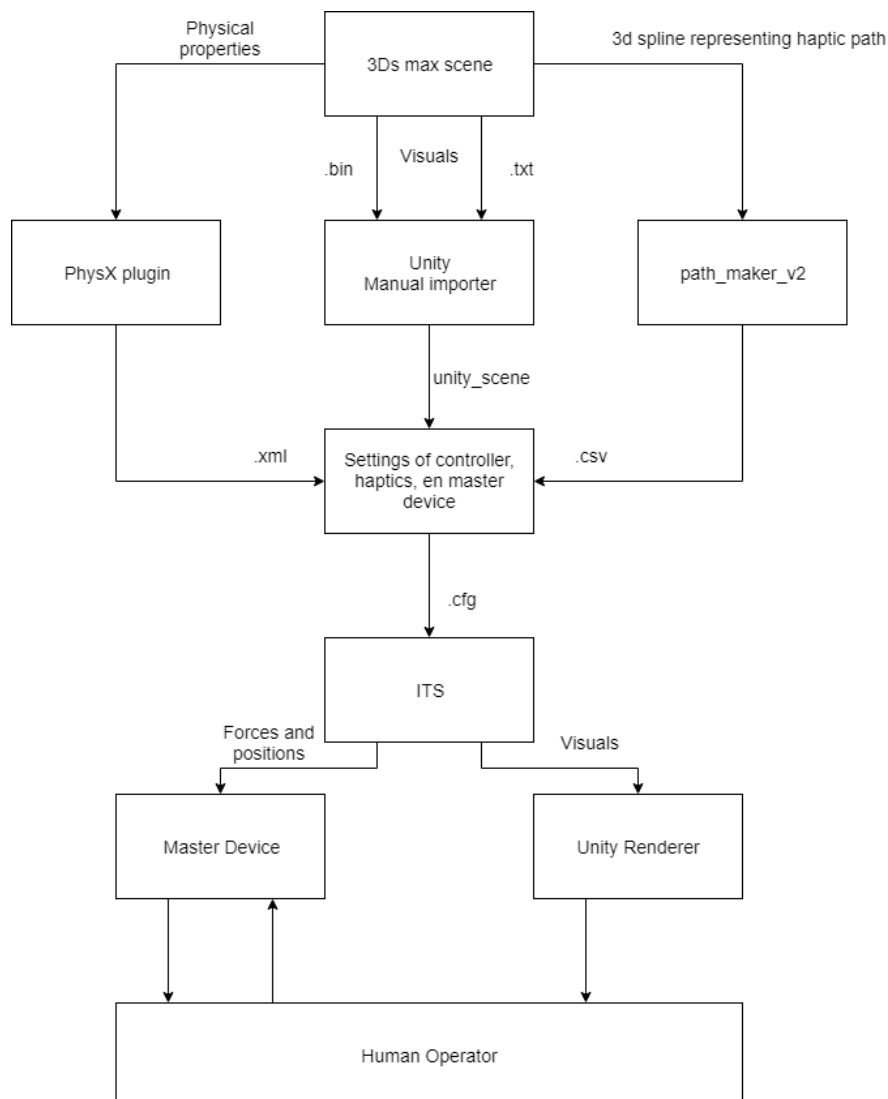 Physical
properties
3d spline representing haptic path
3Ds max scene
Visuals
.bin
.txt
PhysX plugin
Unity
Manual importer
path_maker_v2
unity_scene
.xml
Settings of controller,
haptics, en master
device
.csv
.cfg
ITS
Forces and
positions
Visuals
Master Device
Unity Renderer
Human Operator